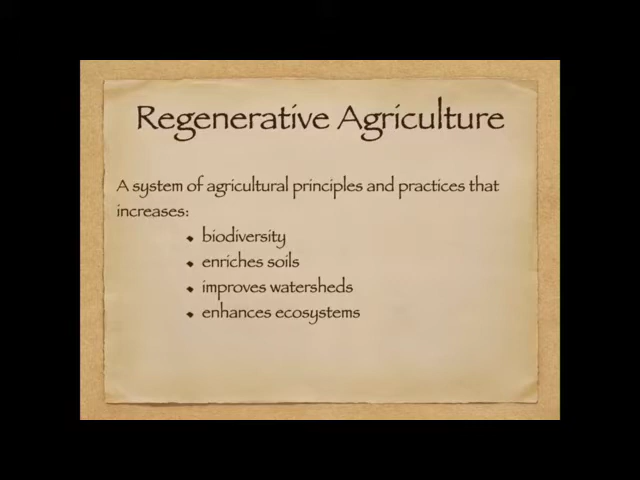 Regenerative Agriculture
A system of agricultural principles and practices that
increases:
• biodiversity
• enriches soils
• improves watersheds
• enhances ecosystems